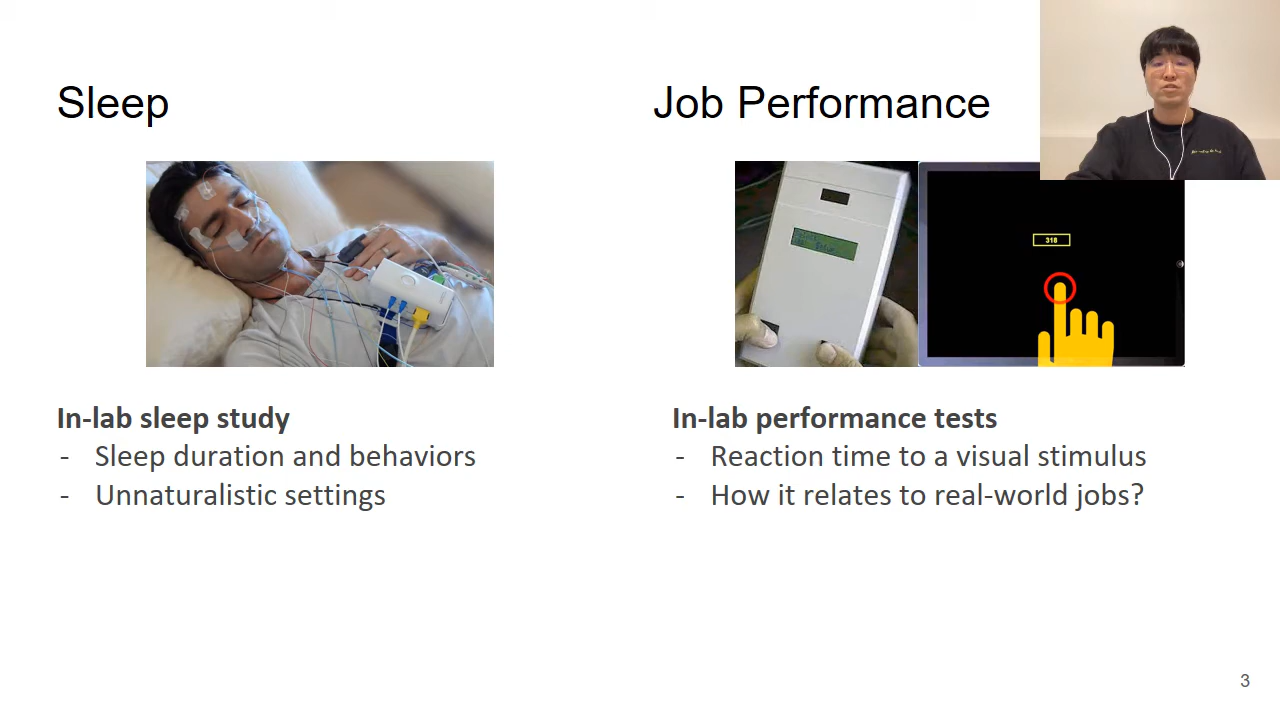 Sleep
Job Performance
318
In-lab sleep study
- Sleep duration and behaviors
- Unnaturalistic settings
In-lab performance tests
- Reaction time to a visual stimulus
- How it relates to real-world jobs?
3